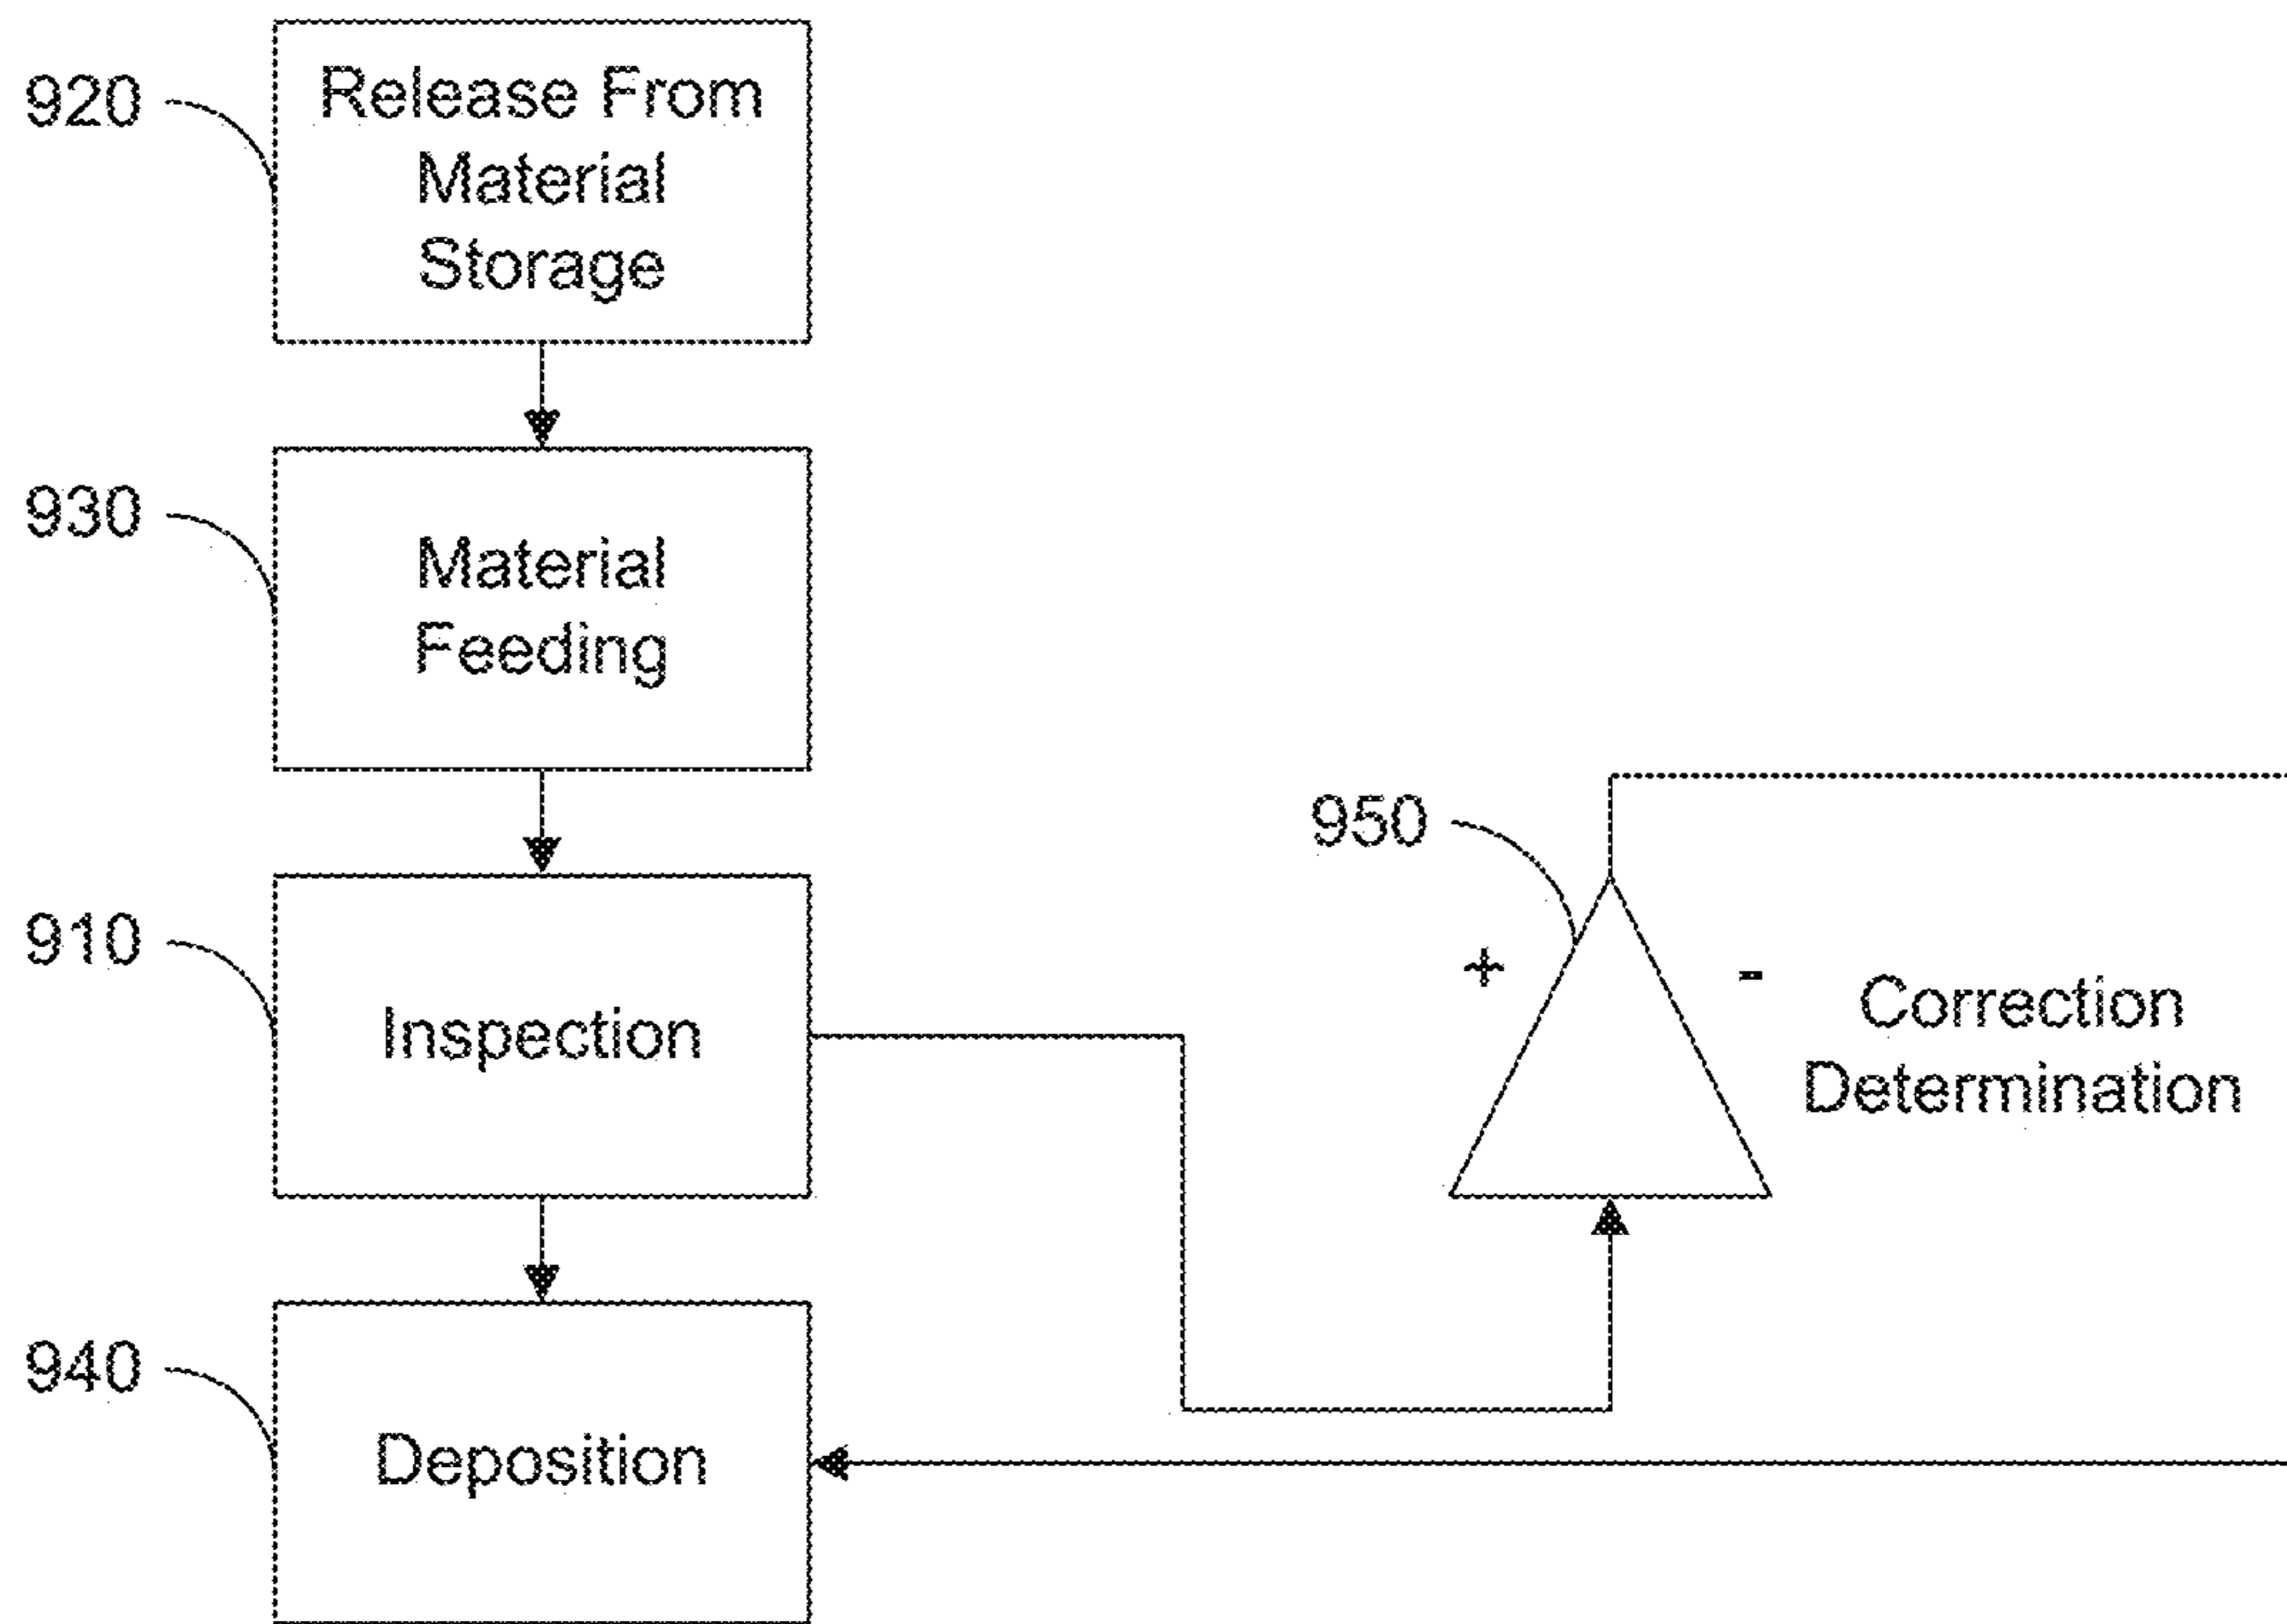 920
Release From
Material
Storage
930
Material
Feeding
950
910
Inspection
+
-
Correction
Determination
940
Deposition